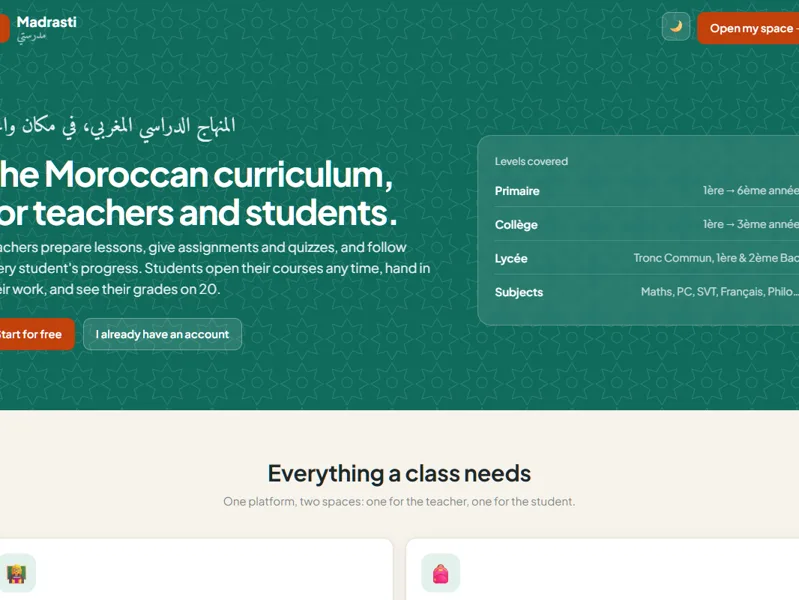 Madrasti
مدرستي
Open my space
المنهاج الدراسي المغربي، في مكان وا
he Moroccan curriculum,
or teachers and students.
achers prepare lessons, give assignments and quizzes, and follow
ery student's progress. Students open their courses any time, hand in
eir work, and see their grades on 20.
Start for free
I already have an account
Levels covered
Primaire 1ère → 6ème année
Collège 1ère → 3ème année
Lycée Tronc Commun, 1ère & 2ème Bac
Subjects Maths, PC, SVT, Français, Philo…
Everything a class needs
One platform, two spaces: one for the teacher, one for the student.